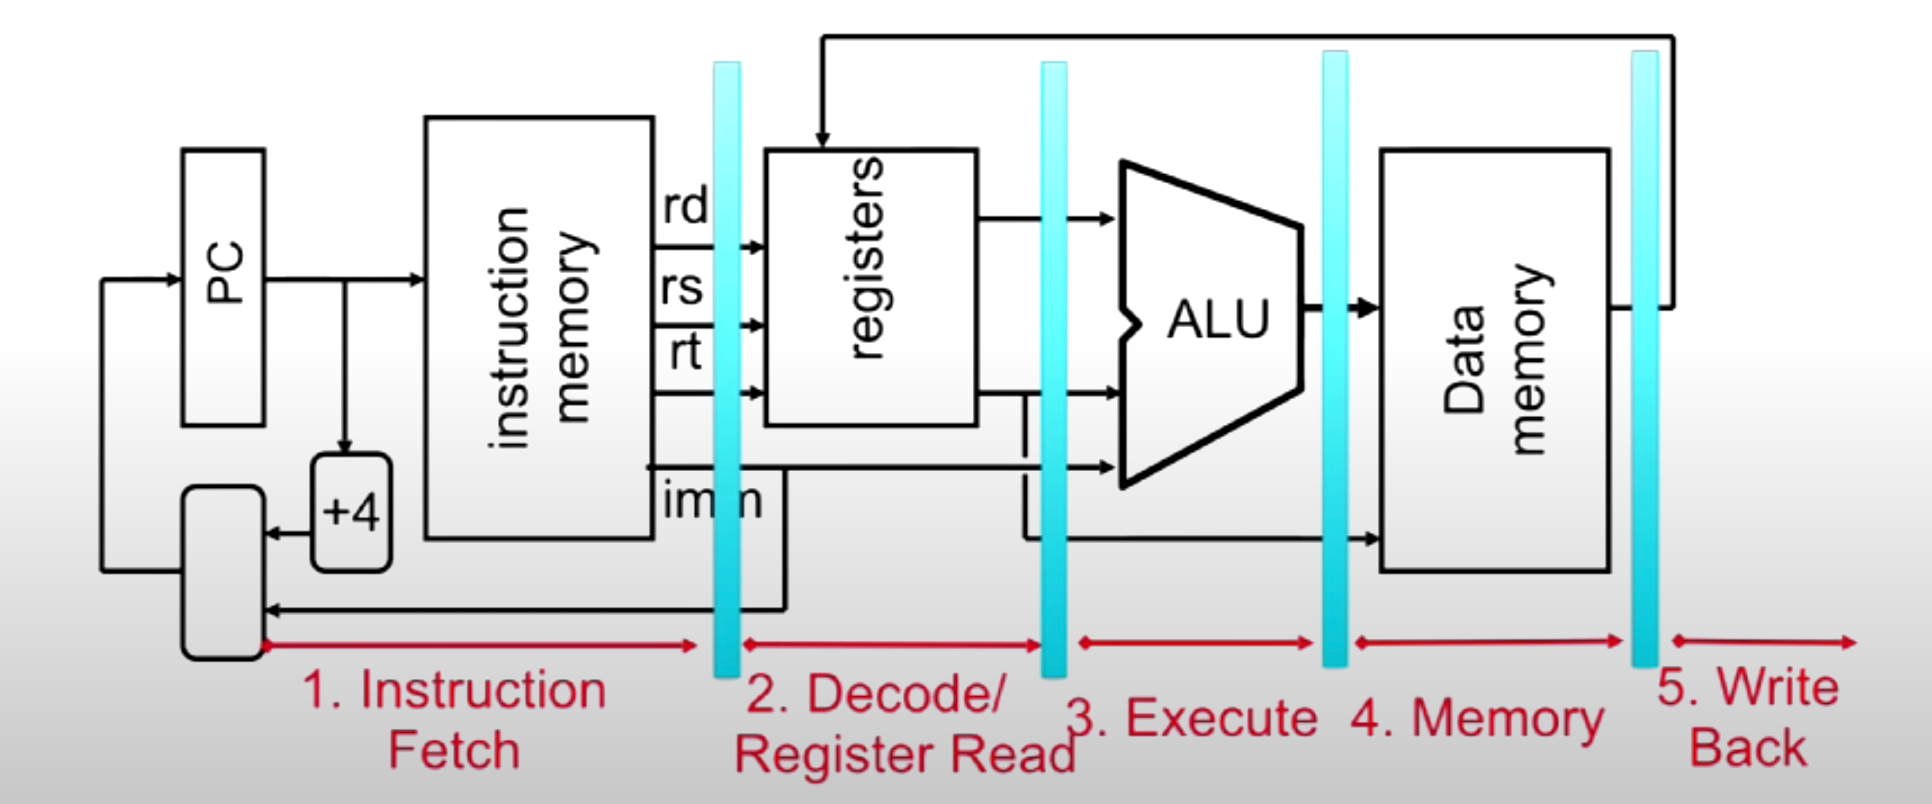 PC
+4
instruction
memory
rd
rs
rt
imm
registers
ALU
Data
memory
1. Instruction
Fetch
2. Decode/
Register Read
3. Execute
4. Memory
5. Write
Back